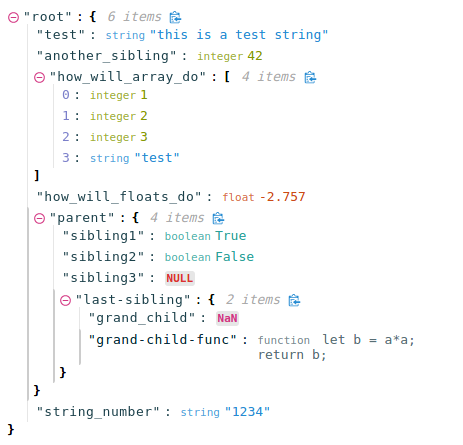 "root" : { 6 items
"test" : string "this is a test string"
"another_sibling" : integer 42
"how_will_array_do" : [ 4 items
0 : integer 1
1 : integer 2
2 : integer 3
3 : string "test"
]
"how_will_floats_do" : float -2.757
"parent" : { 4 items
"sibling1" : boolean True
"sibling2" : boolean False
"sibling3" : NULL
"last-sibling" : { 2 items
"grand_child" : NaN
"grand-child-func" : function let b = a*a;
return b;
}
}
"string_number" : string "1234"
}